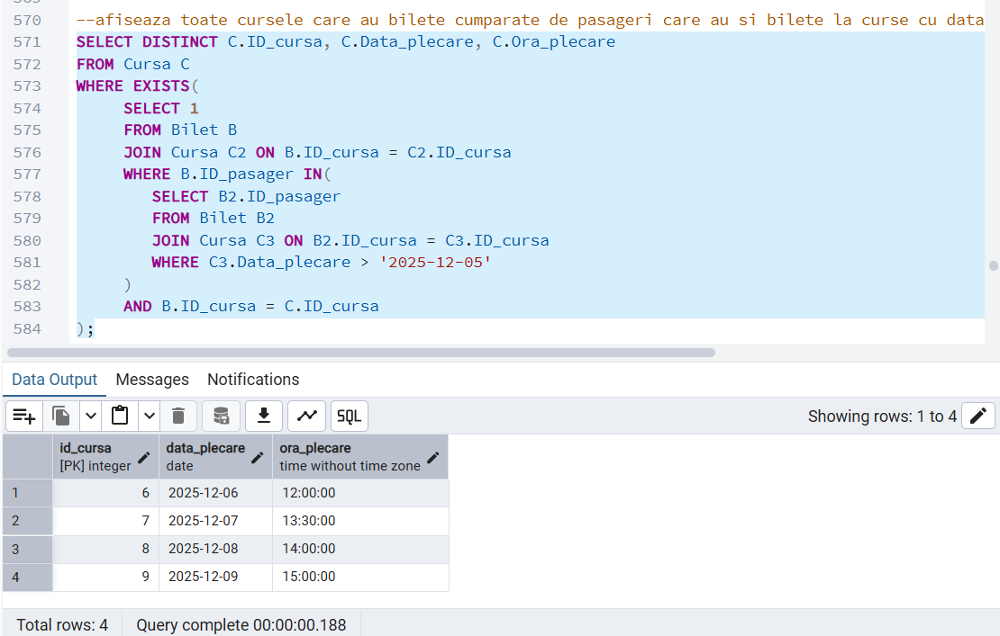 570 --afiseaza toate cursele care au bilete cumparate de pasageri care au si bilete la curse cu data
571 SELECT DISTINCT C.ID_cursa, C.Data_plecare, C.Ora_plecare
572 FROM Cursa C
573 WHERE EXISTS(
574 SELECT 1
575 FROM Bilet B
576 JOIN Cursa C2 ON B.ID_cursa = C2.ID_cursa
577 WHERE B.ID_pasager IN(
578 SELECT B2.ID_pasager
579 FROM Bilet B2
580 JOIN Cursa C3 ON B2.ID_cursa = C3.ID_cursa
581 WHERE C3.Data_plecare > '2025-12-05'
582 )
583 AND B.ID_cursa = C.ID_cursa
584 );
Data Output Messages Notifications
SQL Showing rows: 1 to 4
id_cursa data_plecare ora_plecare
[PK] integer date time without time zone
1 6 2025-12-06 12:00:00
2 7 2025-12-07 13:30:00
3 8 2025-12-08 14:00:00
4 9 2025-12-09 15:00:00
Total rows: 4 Query complete 00:00:00.188